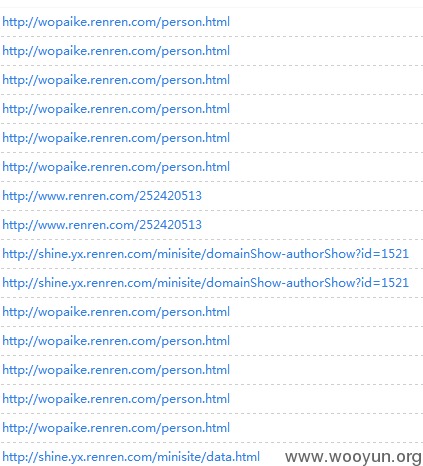 http://wopaike.renren.com/person.html
http://wopaike.renren.com/person.html
http://wopaike.renren.com/person.html
http://wopaike.renren.com/person.html
http://wopaike.renren.com/person.html
http://wopaike.renren.com/person.html
http://www.renren.com/252420513
http://www.renren.com/252420513
http://shine.yx.renren.com/minisite/domainShow-authorShow?id=1521
http://shine.yx.renren.com/minisite/domainShow-authorShow?id=1521
http://wopaike.renren.com/person.html
http://wopaike.renren.com/person.html
http://wopaike.renren.com/person.html
http://wopaike.renren.com/person.html
http://wopaike.renren.com/person.html
http://shine.yx.renren.com/minisite/data.html www.wooyun.org